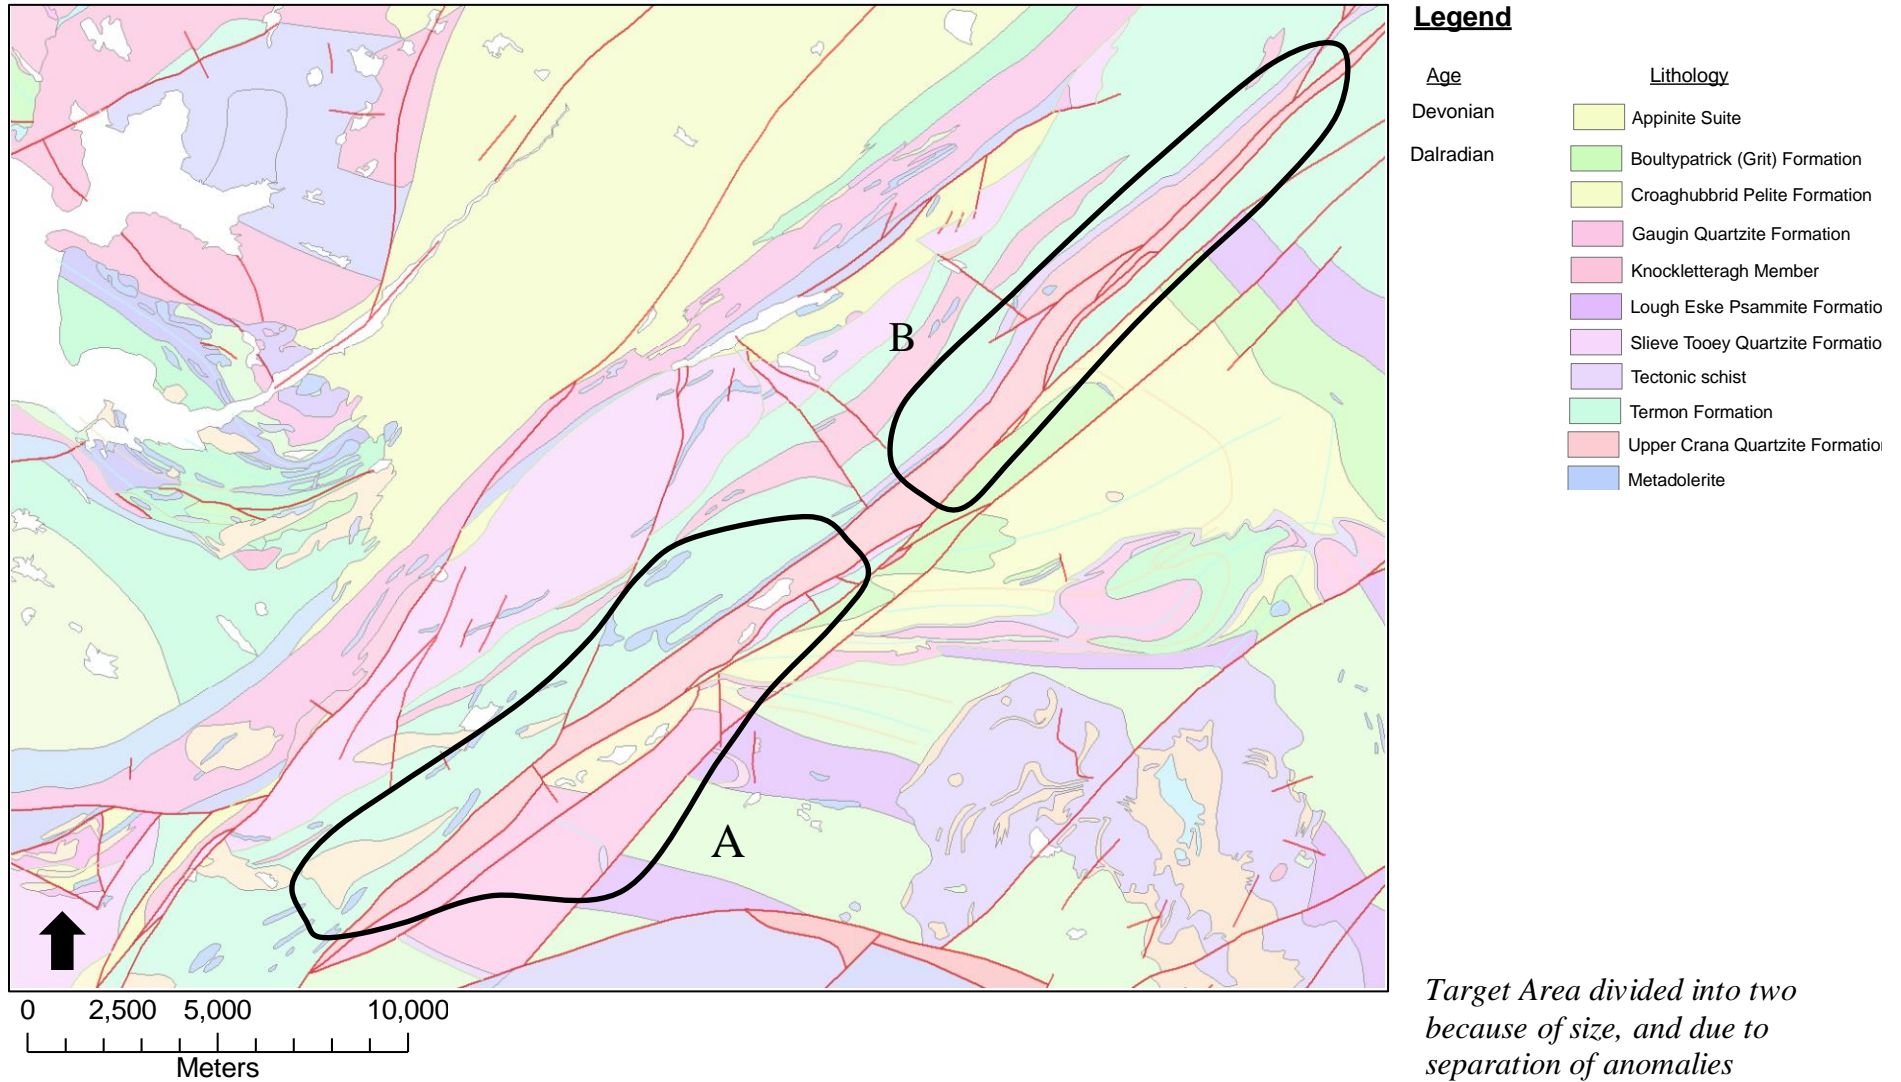 Legend
Age Lithology
Devonian Appinite Suite
Dalradian Boultypatrick (Grit) Formation
Croaghubbrid Pelite Formation
Gaugin Quartzite Formation
Knockletteragh Member
Lough Eske Psammite Formatio
Slieve Tooey Quartzite Formatio
Tectonic schist
Termon Formation
Upper Crana Quartzite Formation
Metadolerite
B
A
0 2,500 5,000 10,000
Meters
Target Area divided into two
because of size, and due to
separation of anomalies